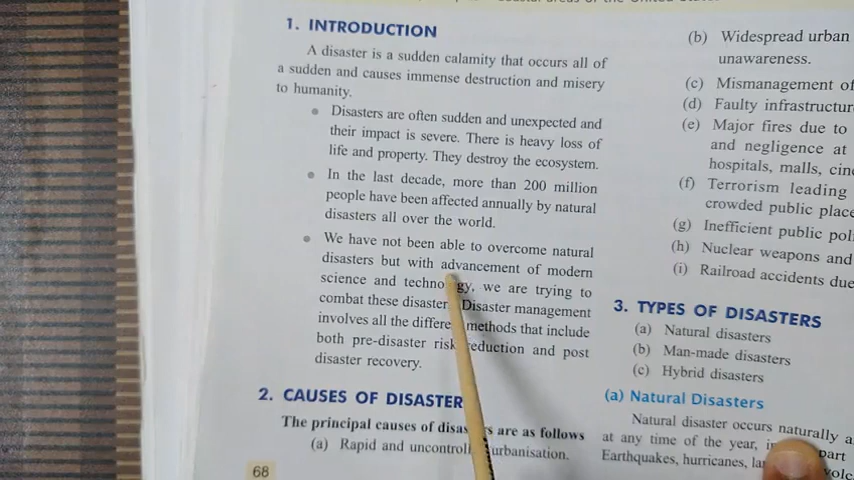 coastal areas of the United States
1. INTRODUCTION
A disaster is a sudden calamity that occurs all of
a sudden and causes immense destruction and misery
to humanity.
• Disasters are often sudden and unexpected and
their impact is severe. There is heavy loss of
life and property. They destroy the ecosystem.
• In the last decade, more than 200 million
people have been affected annually by natural
disasters all over the world.
• We have not been able to overcome natural
disasters but with advancement of modern
science and techno gy, we are trying to
combat these disaster Disaster management
involves all the differe methods that include
both pre-disaster risk reduction and post
disaster recovery.
2. CAUSES OF DISASTER
The principal causes of disas s are as follows
(a) Rapid and uncontroll urbanisation.
68
(b) Widespread urban
unawareness.
(c) Mismanagement of
(d) Faulty infrastructur
(e) Major fires due to
and negligence at
hospitals, malls, cine
(f) Terrorism leading
crowded public place
(g) Inefficient public pol
(h) Nuclear weapons and
(i) Railroad accidents due
3. TYPES OF DISASTERS
(a) Natural disasters
(b) Man-made disasters
(c) Hybrid disasters
(a) Natural Disasters
Natural disaster occurs naturally a
at any time of the year, i part
Earthquakes, hurricanes, la volc